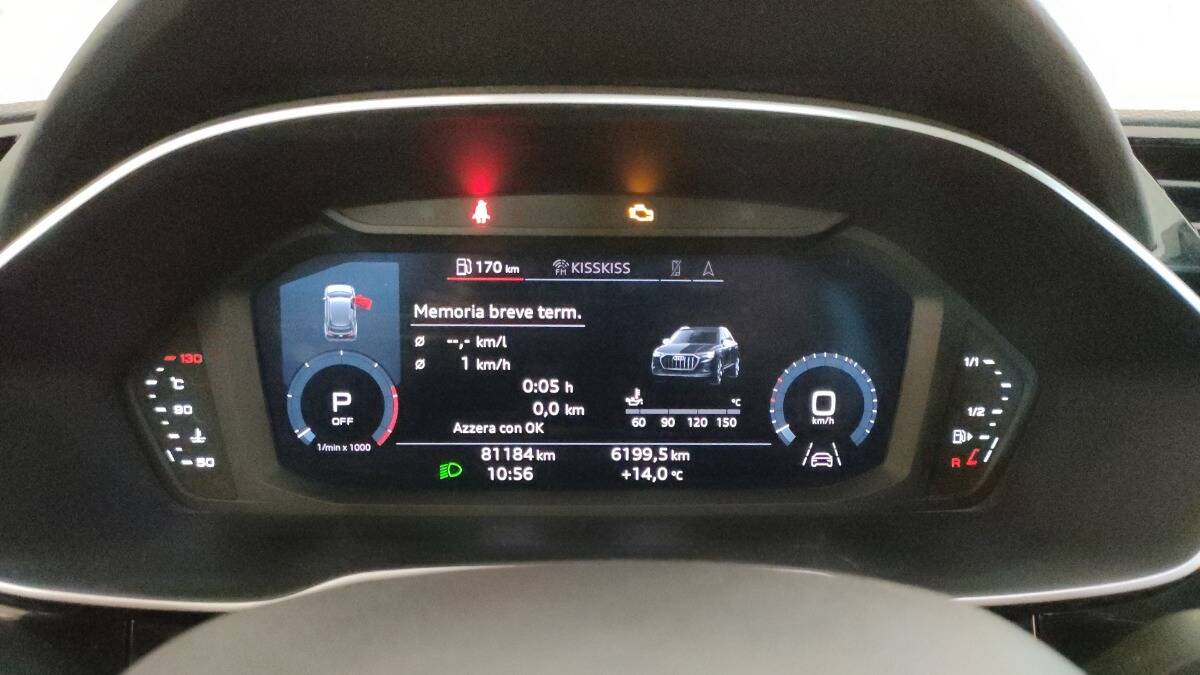 170 km
FM KISSKISS
Memoria breve term.
ø --,- km/l
ø 1 km/h
0:05 h
0,0 km
Azzera con OK
130
°C
90
50
P
OFF
1/min x 1000
°C
60 90 120 150
0
km/h
1/1
1/2
R
81184 km 6199,5 km
10:56 +14,0 °C